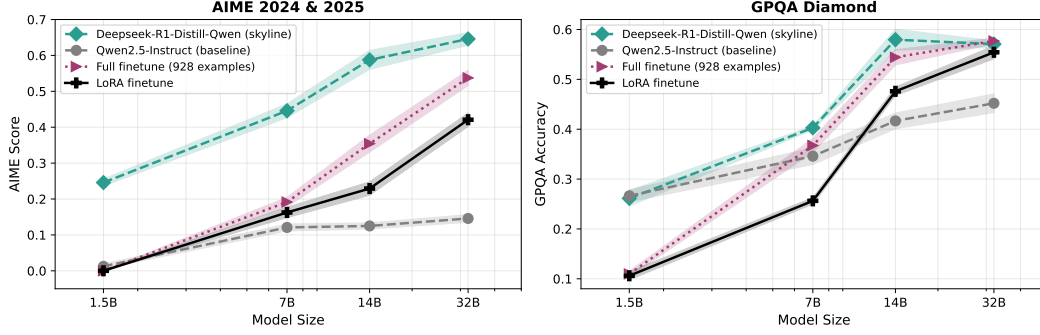 AIME 2024 & 2025
0.7
0.6
0.5
0.4
0.3
0.2
0.1
0.0
AIME Score
Deepseek-R1-Distill-Qwen (skyline)
Qwen2.5-Instruct (baseline)
Full finetune (928 examples)
LoRA finetune
1.5B 7B 14B 32B
Model Size
GPQA Diamond
0.6
0.5
0.4
0.3
0.2
0.1
GPQA Accuracy
Deepseek-R1-Distill-Qwen (skyline)
Qwen2.5-Instruct (baseline)
Full finetune (928 examples)
LoRA finetune
1.5B 7B 14B 32B
Model Size